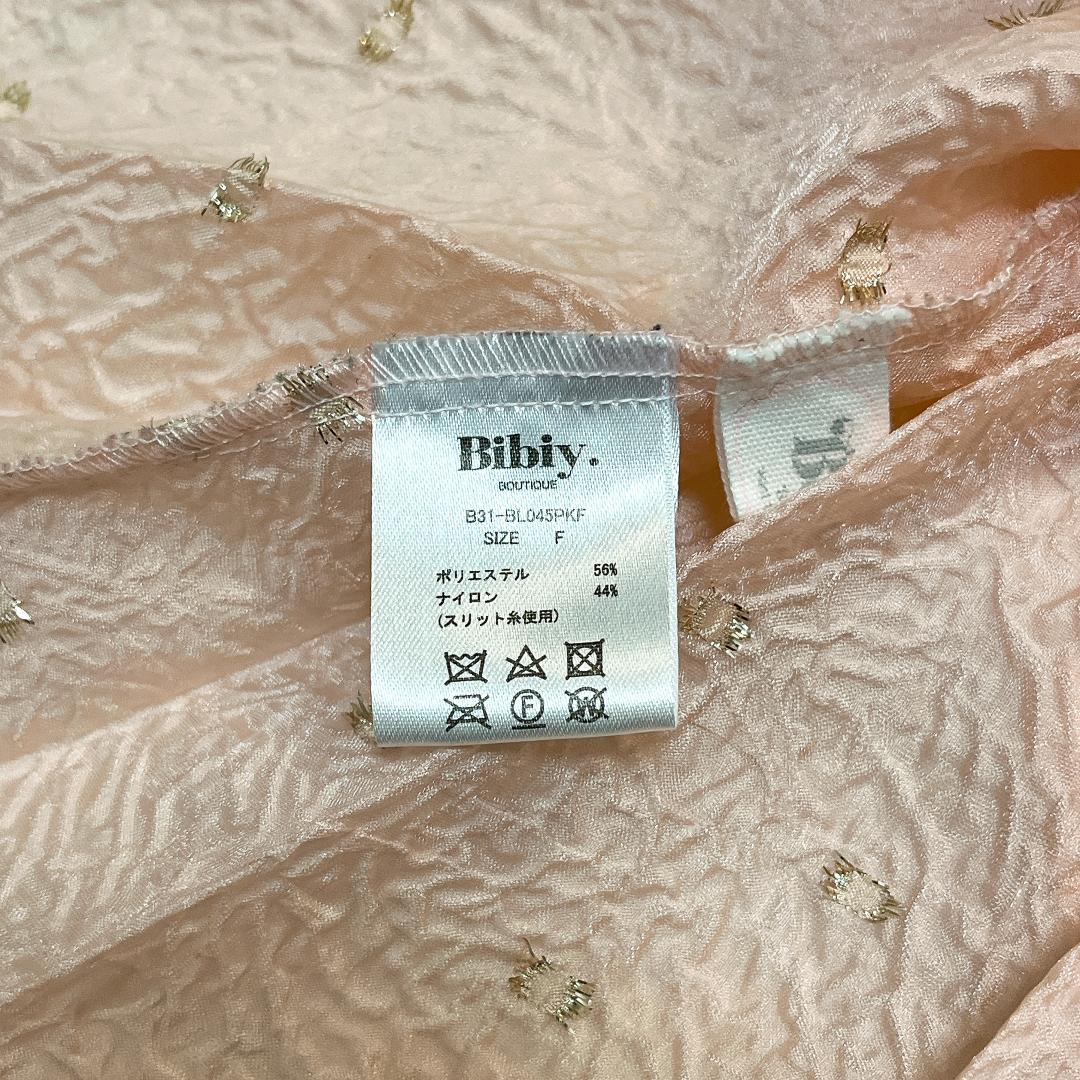 Bibiy.
BOUTIQUE
B31-BL045PKF
SIZE F
ポリエステル 56%
ナイロン 44%
(スリット糸使用)
F
W
"B